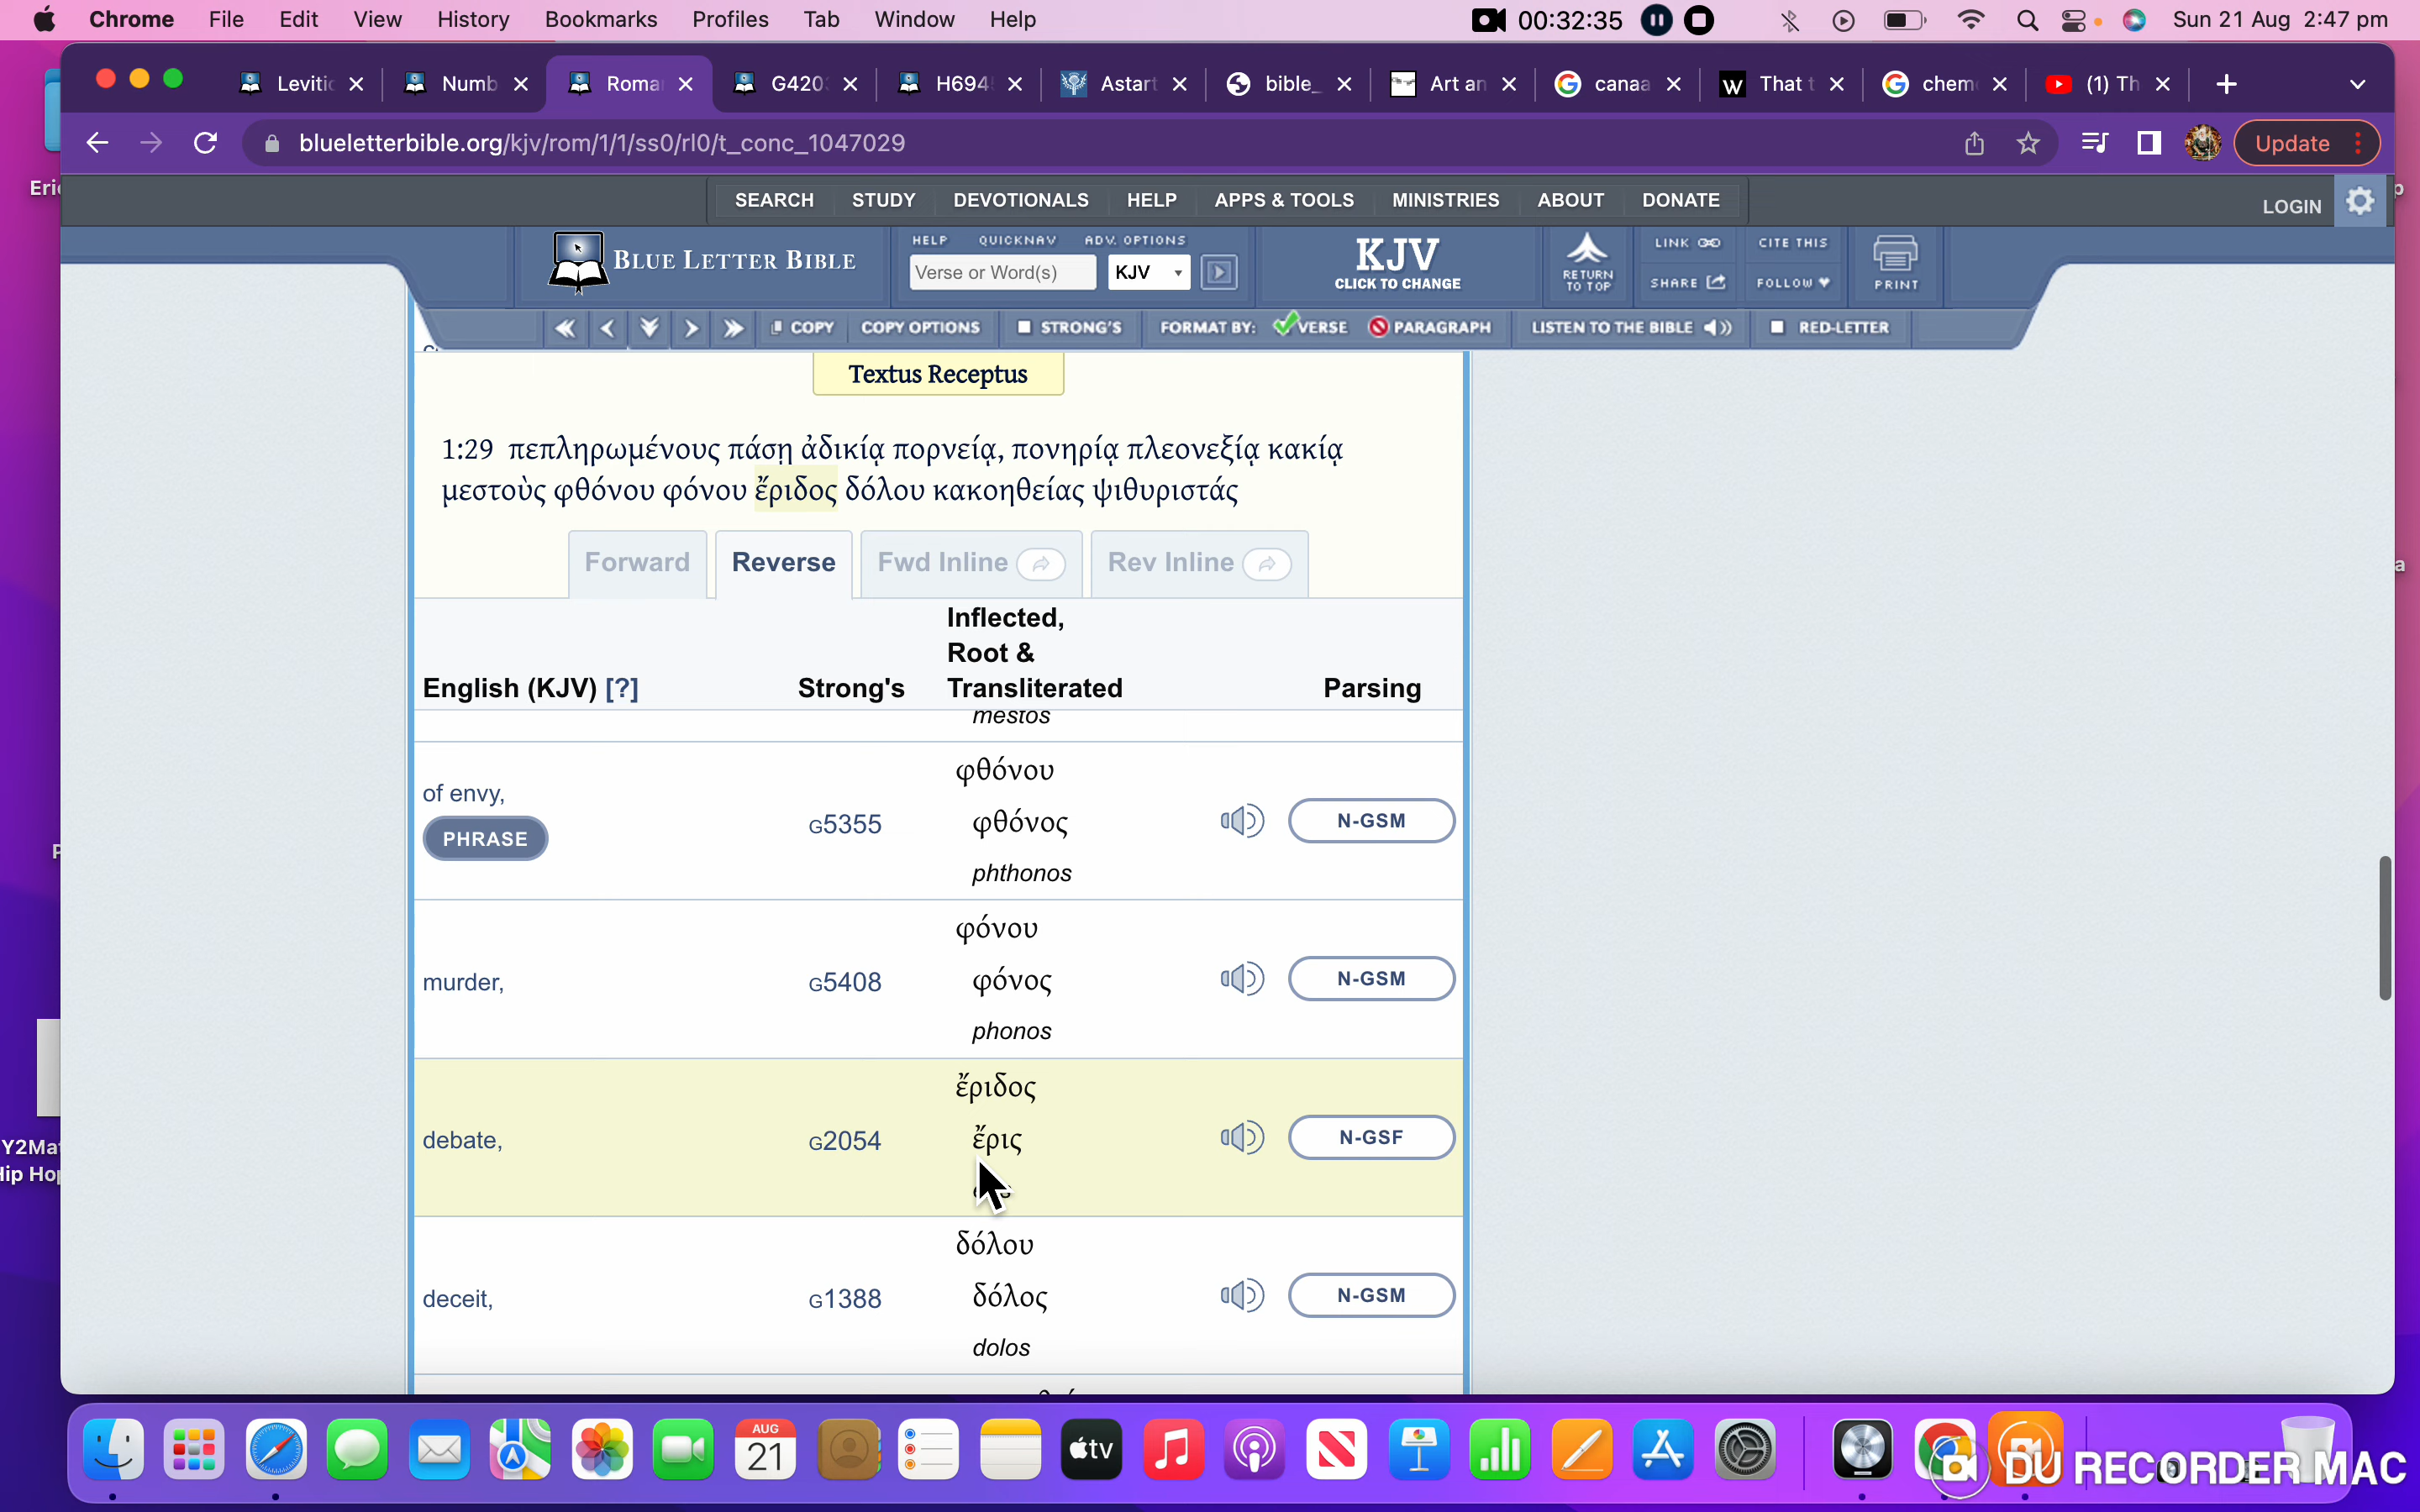 Chrome File Edit View History Bookmarks Profiles Tab Window Help 00:32:35 Sun 21 Aug 2:47 pm
Levitic Numb Roma G420 H694 Astart bible_ Art an canaa That t chem (1) Th
blueletterbible.org/kjv/rom/1/1/ss0/rl0/t_conc_1047029 Update
SEARCH STUDY DEVOTIONALS HELP APPS & TOOLS MINISTRIES ABOUT DONATE LOGIN
HELP QUICKNAV ADV. OPTIONS
BLUE LETTER BIBLE Verse or Word(s) KJV
KJV
CLICK TO CHANGE
RETURN
TO TOP
LINK CITE THIS
SHARE FOLLOW
PRINT
COPY COPY OPTIONS STRONG'S FORMAT BY: VERSE PARAGRAPH LISTEN TO THE BIBLE RED-LETTER
Textus Receptus
1:29 πεπληρωμένους πάσῃ ἀδικίᾳ πορνείᾳ, πονηρίᾳ πλεονεξίᾳ κακίᾳ
μεστοὺς φθόνου φόνου ἔριδος δόλου κακοηθείας ψιθυριστάς
Forward Reverse Fwd Inline Rev Inline
Inflected,
Root &
English (KJV) [?] Strong's Transliterated Parsing
mestos
φθόνου
of envy,
PHRASE
G5355 φθόνος N-GSM
phthonos
φόνου
murder, G5408 φόνος N-GSM
phonos
ἔριδος
debate, G2054 ἔρις N-GSF
δόλου
deceit, G1388 δόλος N-GSM
dolos
Eri
Y2Ma
Hip Hop
AUG
21
tv
DU RECORDER MAC